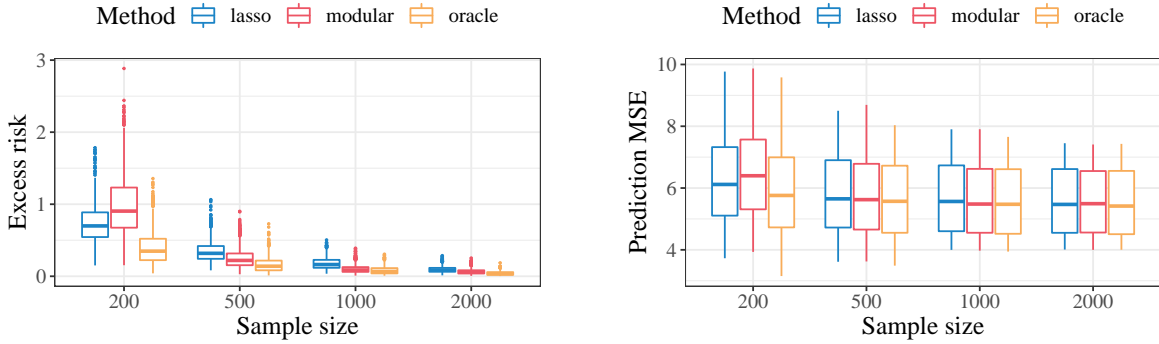 Method lasso modular oracle
Excess risk
3
2
1
0
200 500 1000 2000
Sample size
Method lasso modular oracle
Prediction MSE
10
8
6
4
200 500 1000 2000
Sample size